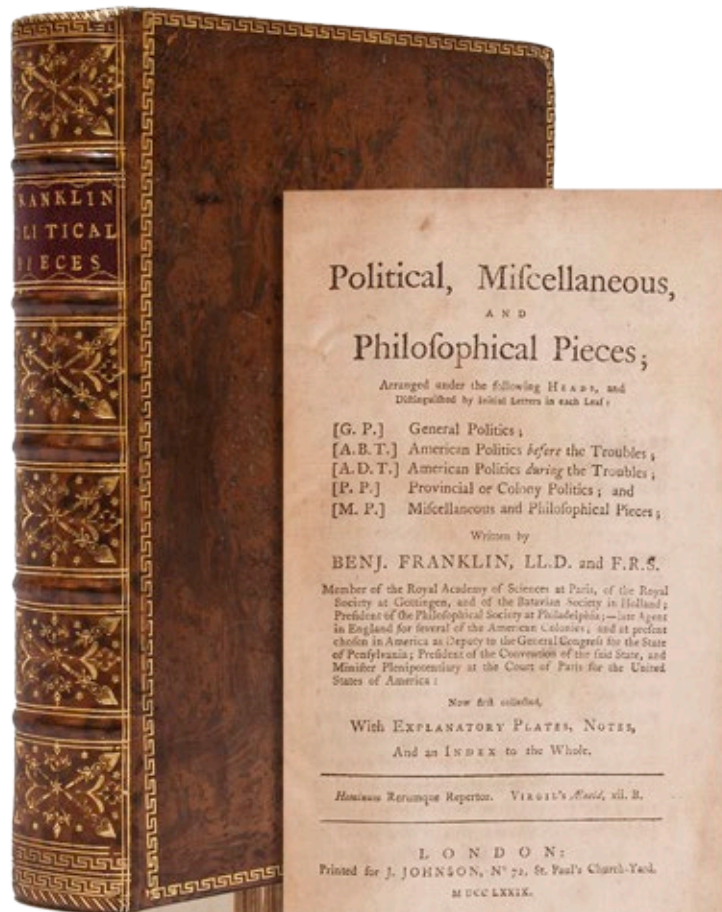 RANKLIN
LITICAL
PIECES
Political, Miſcellaneous,
AND
Philoſophical Pieces;
Arranged under the following HEADS, and
Diſtinguiſhed by Initial Letters in each Leaf:
[G. P.] General Politics;
[A.B.T.] American Politics before the Troubles;
[A.D.T.] American Politics during the Troubles;
[P. P.] Provincial or Colony Politics; and
[M. P.] Miſcellaneous and Philoſophical Pieces;
Written by
BENJ. FRANKLIN, LL.D. and F.R.S.
Member of the Royal Academy of Sciences at Paris, of the Royal
Society at Gottingen, and of the Batavian Society in Holland;
Preſident of the Philoſophical Society at Philadelphia;—late Agent
in England for ſeveral of the American Colonies; and at preſent
choſen in America as Deputy to the General Congreſs for the State
of Penſylvania; Preſident of the Convention of the ſaid State, and
Miniſter Plenipotentiary at the Court of Paris for the United
States of America:
Now firſt collected,
With EXPLANATORY PLATES, NOTES,
And an INDEX to the Whole.
Hominum Rerumque Repertor. VIRGIL's Æneid, xii. B.
LONDON:
Printed for J. JOHNSON, Nº 72, St. Paul's Church-Yard.
MDCCLXXIX.